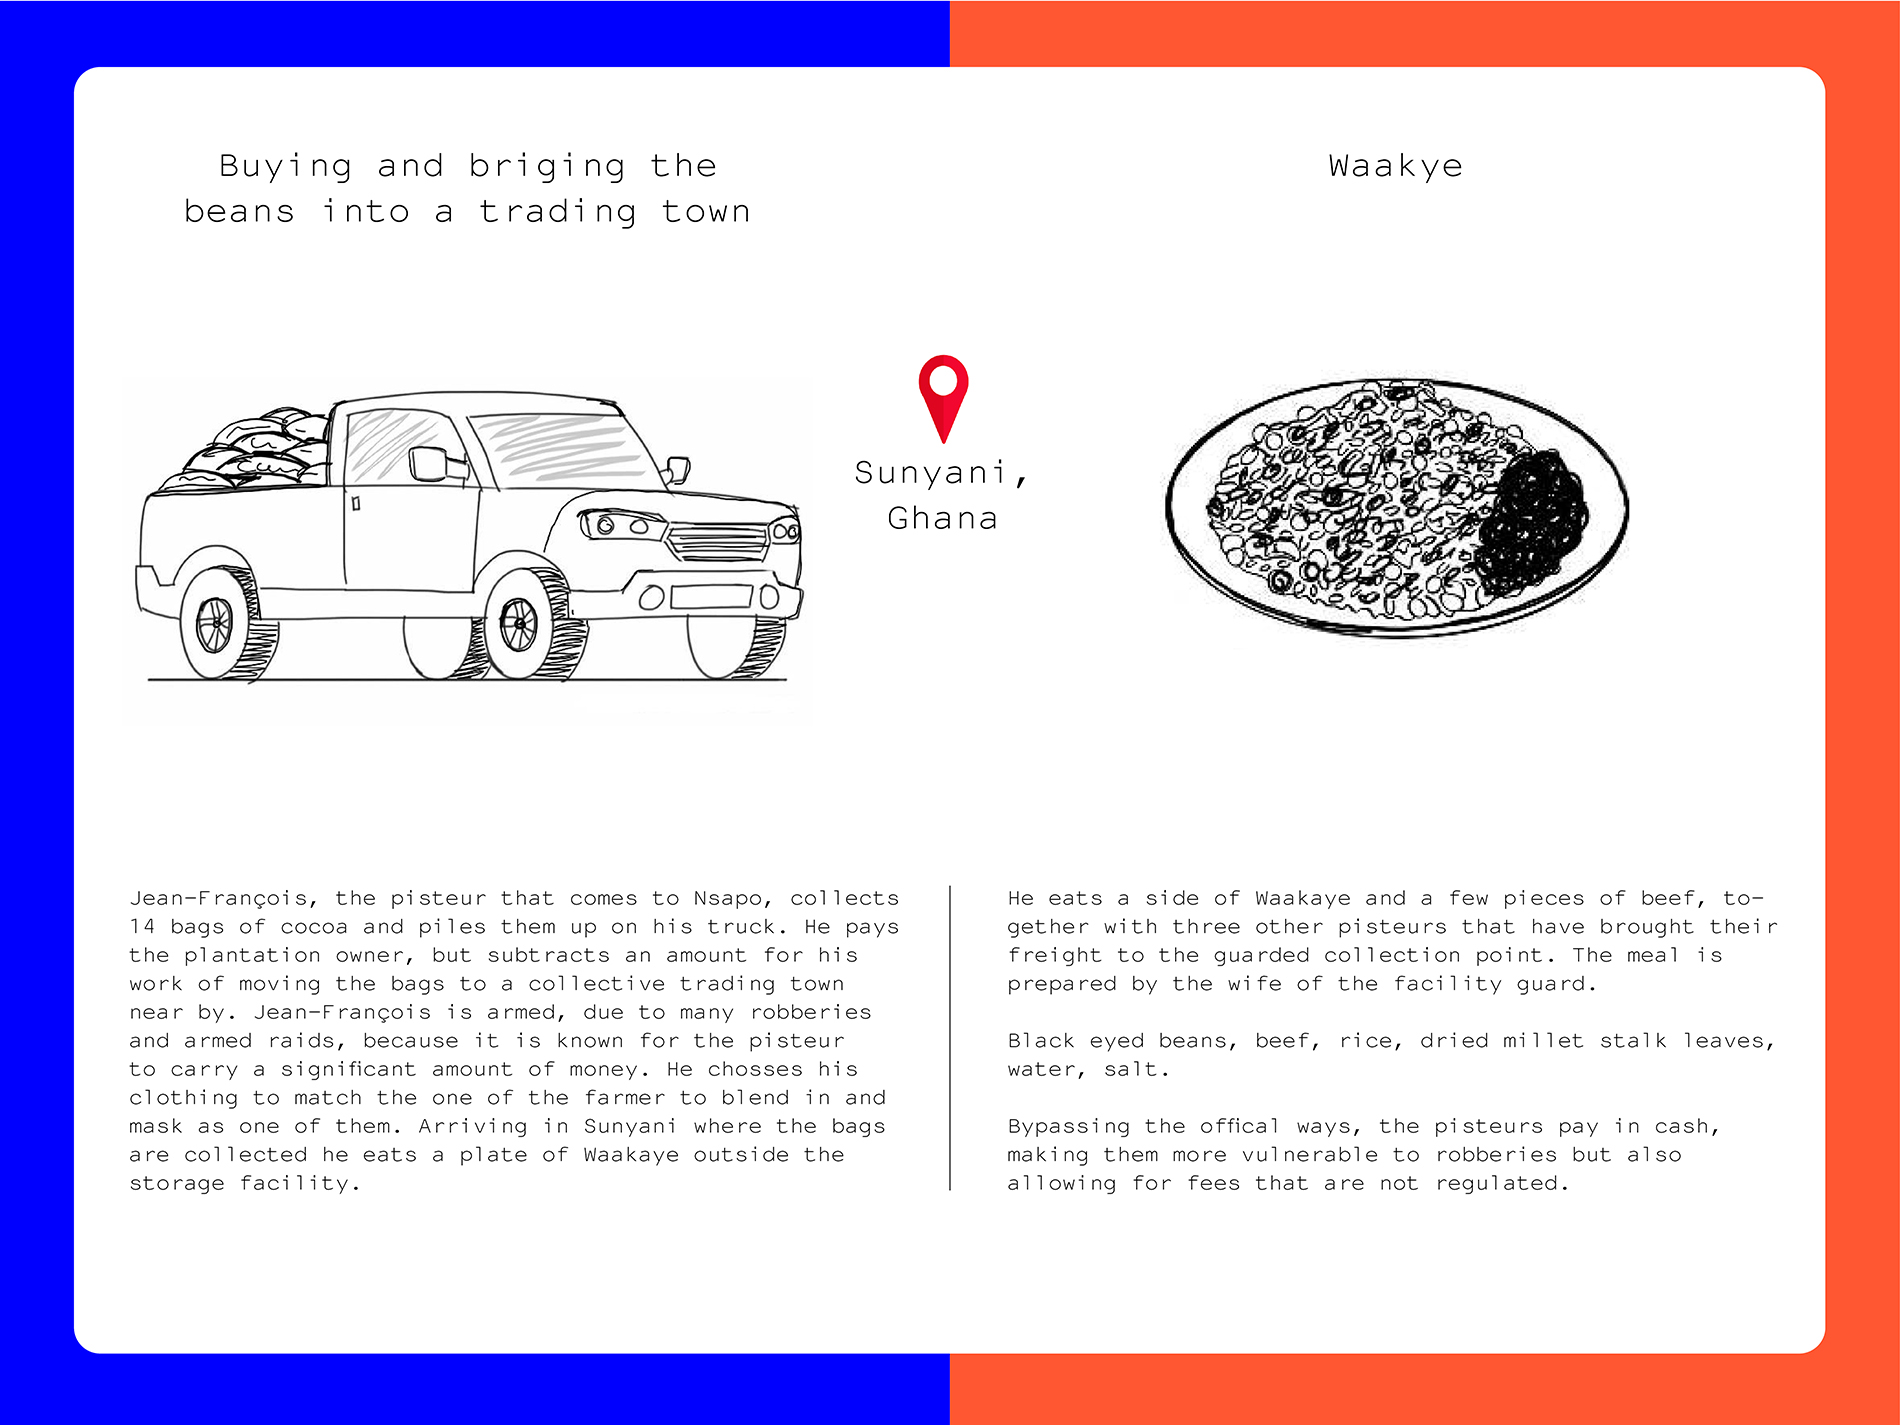 Buying and briging the
beans into a trading town
Waakye
Sunyani,
Ghana
Jean-François, the pisteur that comes to Nsapo, collects
14 bags of cocoa and piles them up on his truck. He pays
the plantation owner, but subtracts an amount for his
work of moving the bags to a collective trading town
near by. Jean-François is armed, due to many robberies
and armed raids, because it is known for the pisteur
to carry a significant amount of money. He chosses his
clothing to match the one of the farmer to blend in and
mask as one of them. Arriving in Sunyani where the bags
are collected he eats a plate of Waakaye outside the
storage facility.
He eats a side of Waakaye and a few pieces of beef, to-
gether with three other pisteurs that have brought their
freight to the guarded collection point. The meal is
prepared by the wife of the facility guard.
Black eyed beans, beef, rice, dried millet stalk leaves,
water, salt.
Bypassing the offical ways, the pisteurs pay in cash,
making them more vulnerable to robberies but also
allowing for fees that are not regulated.